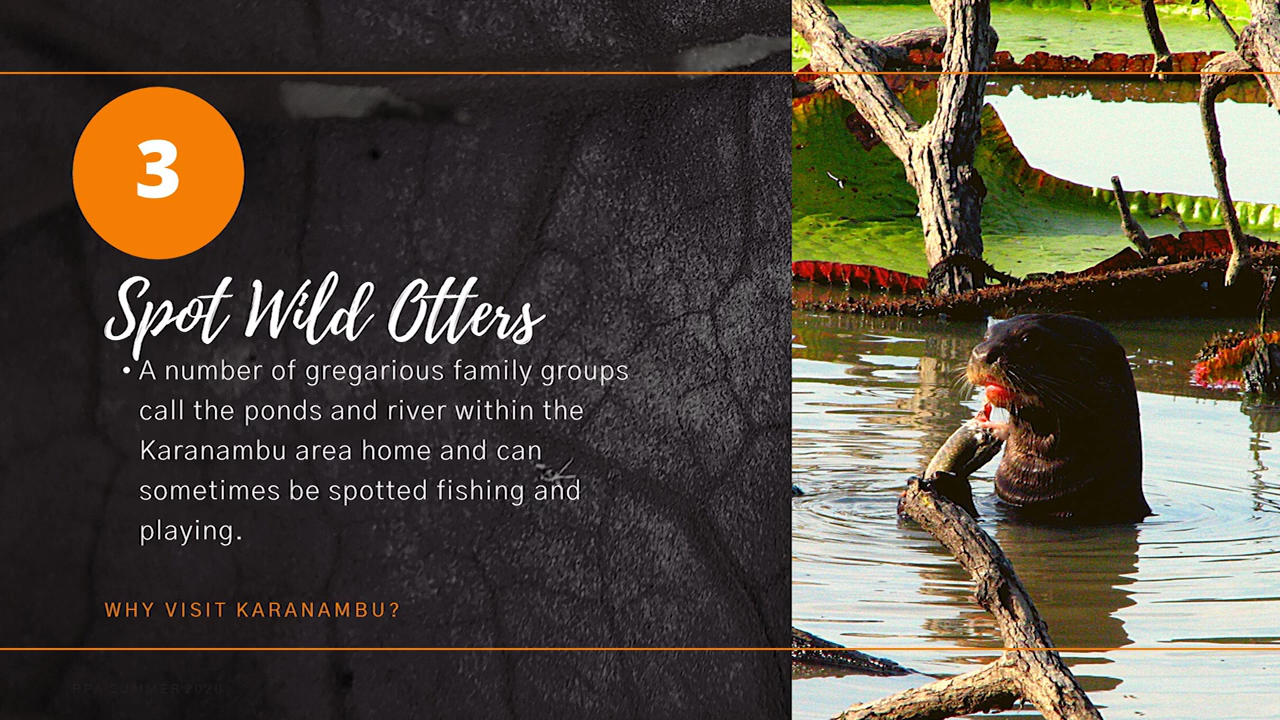 3
Spot Wild Otters
• A number of gregarious family groups
call the ponds and river within the
Karanambu area home and can
sometimes be spotted fishing and
playing.
WHY VISIT KARANAMBU?